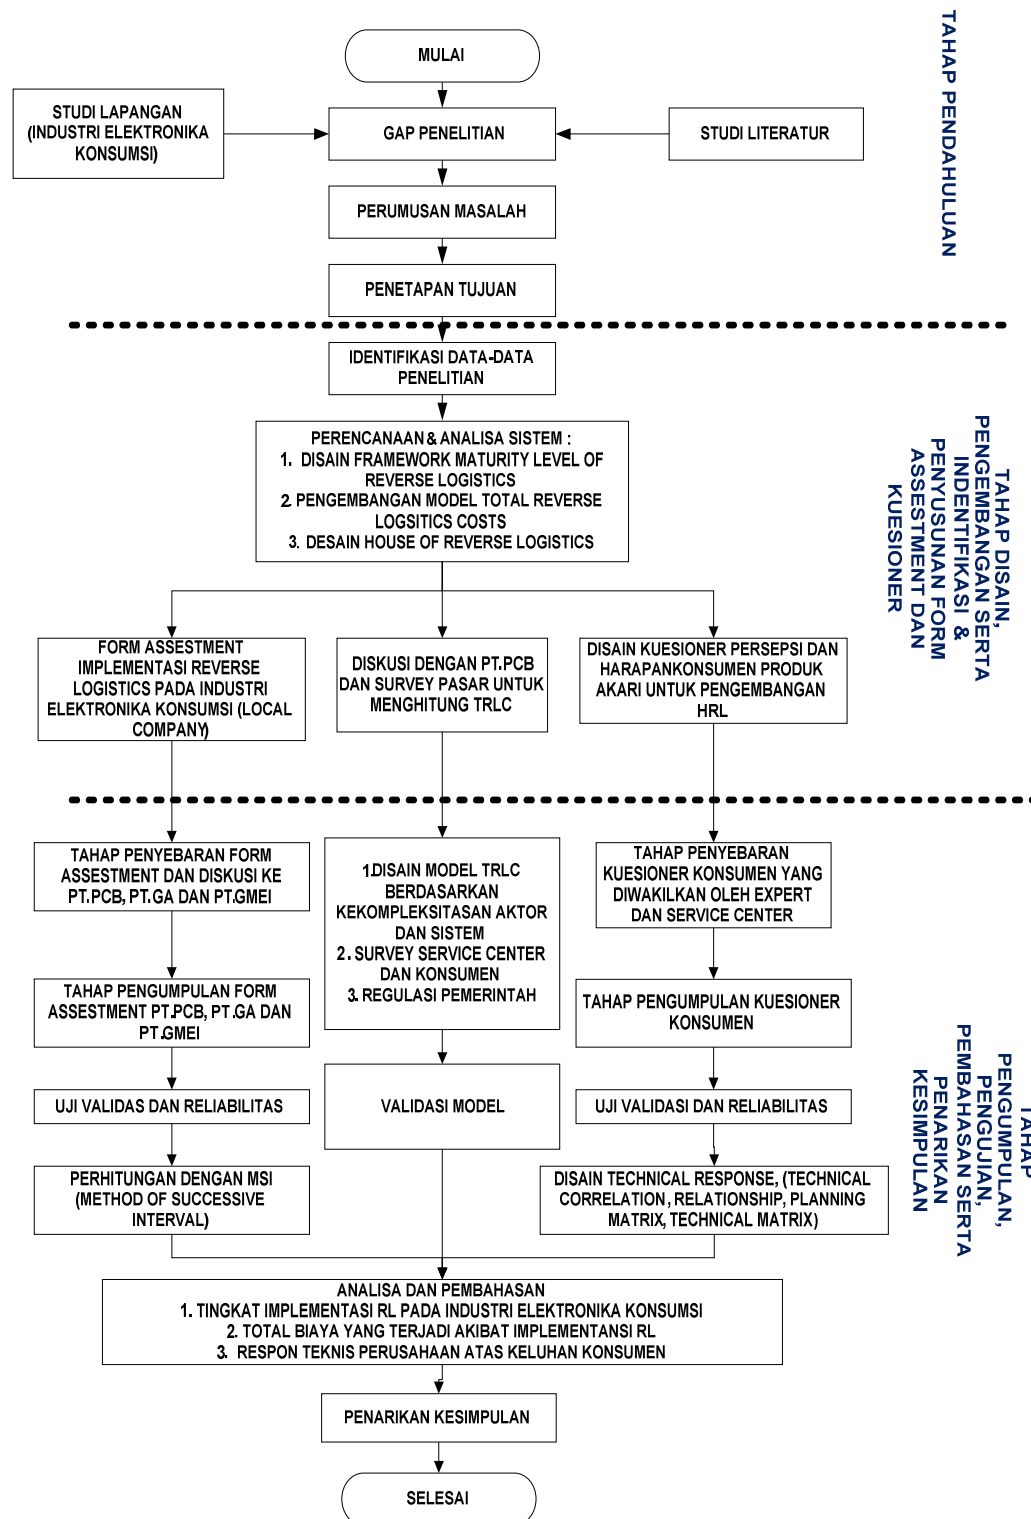 MULAI
STUDI LAPANGAN
(INDUSTRI ELEKTRONIKA
KONSUMSI)
GAP PENELITIAN
STUDI LITERATUR
PERUMUSAN MASALAH
PENETAPAN TUJUAN
TAHAP PENDAHULUAN
IDENTIFIKASI DATA-DATA
PENELITIAN
PERENCANAAN & ANALISA SISTEM :
1. DISAIN FRAMEWORK MATURITY LEVEL OF
REVERSE LOGISTICS
2. PENGEMBANGAN MODEL TOTAL REVERSE
LOGSITICS COSTS
3. DESAIN HOUSE OF REVERSE LOGISTICS
TAHAP DISAIN,
PENGEMBANGAN SERTA
INDENTIFIKASI &
PENYUSUNAN FORM
ASSESTMENT DAN
KUESIONER
FORM ASSESTMENT
IMPLEMENTASI REVERSE
LOGISTICS PADA INDUSTRI
ELEKTRONIKA KONSUMSI (LOCAL
COMPANY)
DISKUSI DENGAN PT.PCB
DAN SURVEY PASAR UNTUK
MENGHITUNG TRLC
DISAIN KUESIONER PERSEPSI DAN
HARAPANKONSUMEN PRODUK
AKARI UNTUK PENGEMBANGAN
HRL
TAHAP PENYEBARAN FORM
ASSESTMENT DAN DISKUSI KE
PT.PCB, PT.GA DAN PT.GMEI
1.DISAIN MODEL TRLC
BERDASARKAN
KEKOMPLEKSITASAN AKTOR
DAN SISTEM
2. SURVEY SERVICE CENTER
DAN KONSUMEN
3. REGULASI PEMERINTAH
TAHAP PENYEBARAN
KUESIONER KONSUMEN YANG
DIWAKILKAN OLEH EXPERT
DAN SERVICE CENTER
TAHAP PENGUMPULAN FORM
ASSESTMENT PT.PCB, PT.GA DAN
PT.GMEI
TAHAP PENGUMPULAN KUESIONER
KONSUMEN
UJI VALIDAS DAN RELIABILITAS
VALIDASI MODEL
UJI VALIDASI DAN RELIABILITAS
PERHITUNGAN DENGAN MSI
(METHOD OF SUCCESSIVE
INTERVAL)
DISAIN TECHNICAL RESPONSE, (TECHNICAL
CORRELATION, RELATIONSHIP, PLANNING
MATRIX, TECHNICAL MATRIX)
TAHAP
PENGUMPULAN,
PENGUJIAN,
PEMBAHASAN SERTA
PENARIKAN
KESIMPULAN
ANALISA DAN PEMBAHASAN
1. TINGKAT IMPLEMENTASI RL PADA INDUSTRI ELEKTRONIKA KONSUMSI
2. TOTAL BIAYA YANG TERJADI AKIBAT IMPLEMENTANSI RL
3. RESPON TEKNIS PERUSAHAAN ATAS KELUHAN KONSUMEN
PENARIKAN KESIMPULAN
SELESAI